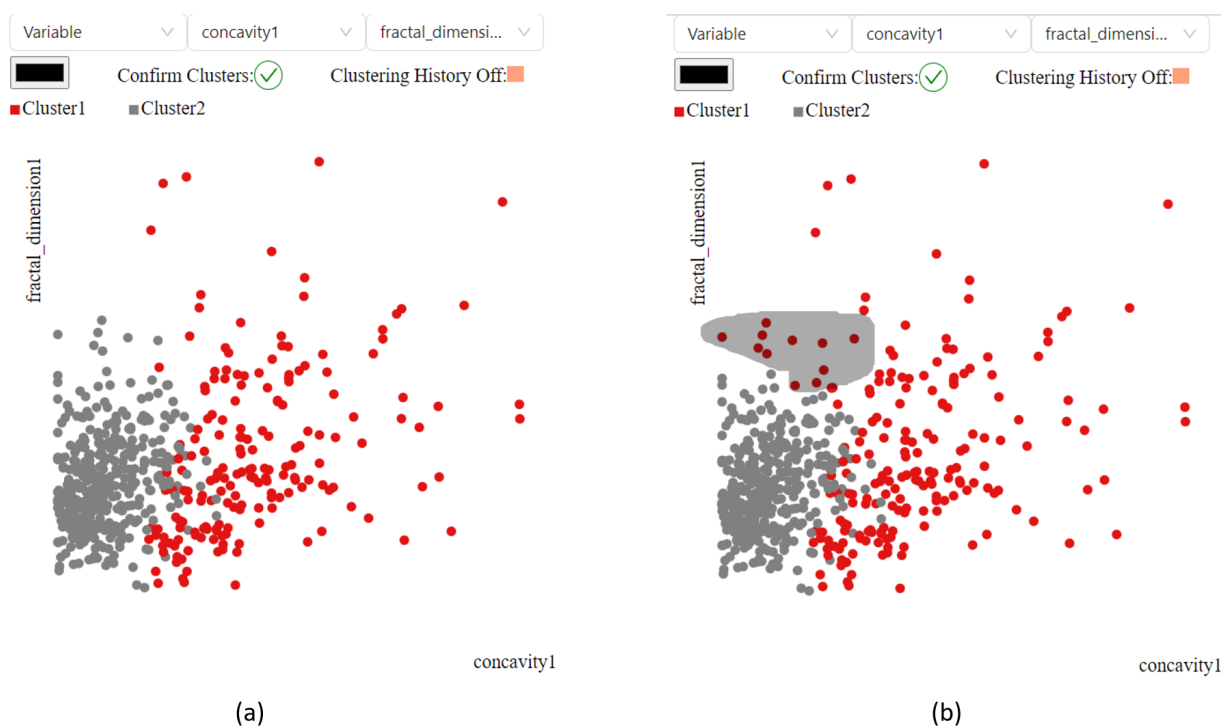 Variable concavity1 fractal_dimensi... Variable concavity1 fractal_dimensi...
Confirm Clusters: Clustering History Off: Confirm Clusters: Clustering History Off:
Cluster1 Cluster2 Cluster1 Cluster2
fractal_dimension1 fractal_dimension1
concavity1 concavity1
(a) (b)